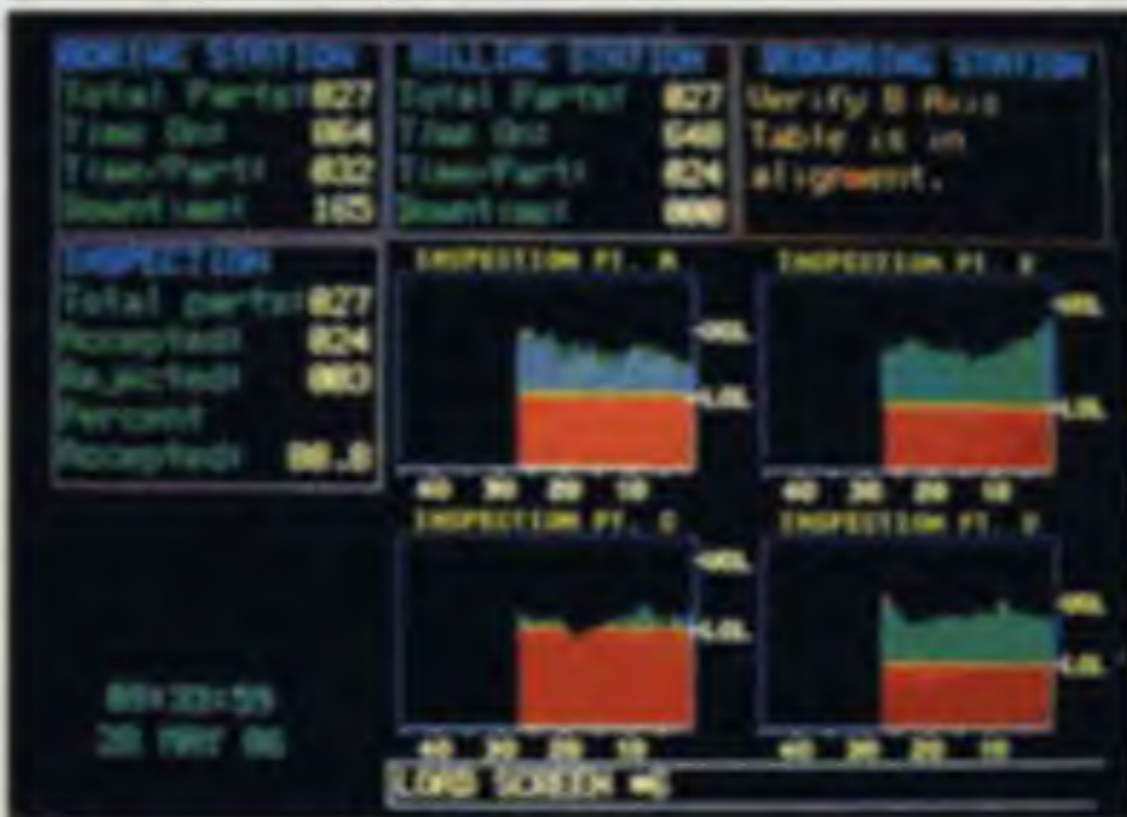 STATION
Total Parts: 027
Time On: 064
Time/Part: 032
Downtime: 165
MILLING STATION
Total Parts: 027
Time On: 648
Time/Part: 024
Downtime: 000
DEBURRING STATION
Verify B Axis
Table is in
alignment.
INSPECTION
Total parts: 027
Accepted: 024
Rejected: 003
Percent
Accepted:
INSPECTION Pt. A
UCL
LCL
40 30 20 10
INSPECTION Pt.
UCL
LCL
40 30 20 10
INSPECTION Pt. C
UCL
LCL
40 30 20 10
INSPECTION Pt. D
UCL
LCL
40 30 20 10
28 MAY 86
LOAD SCREEN